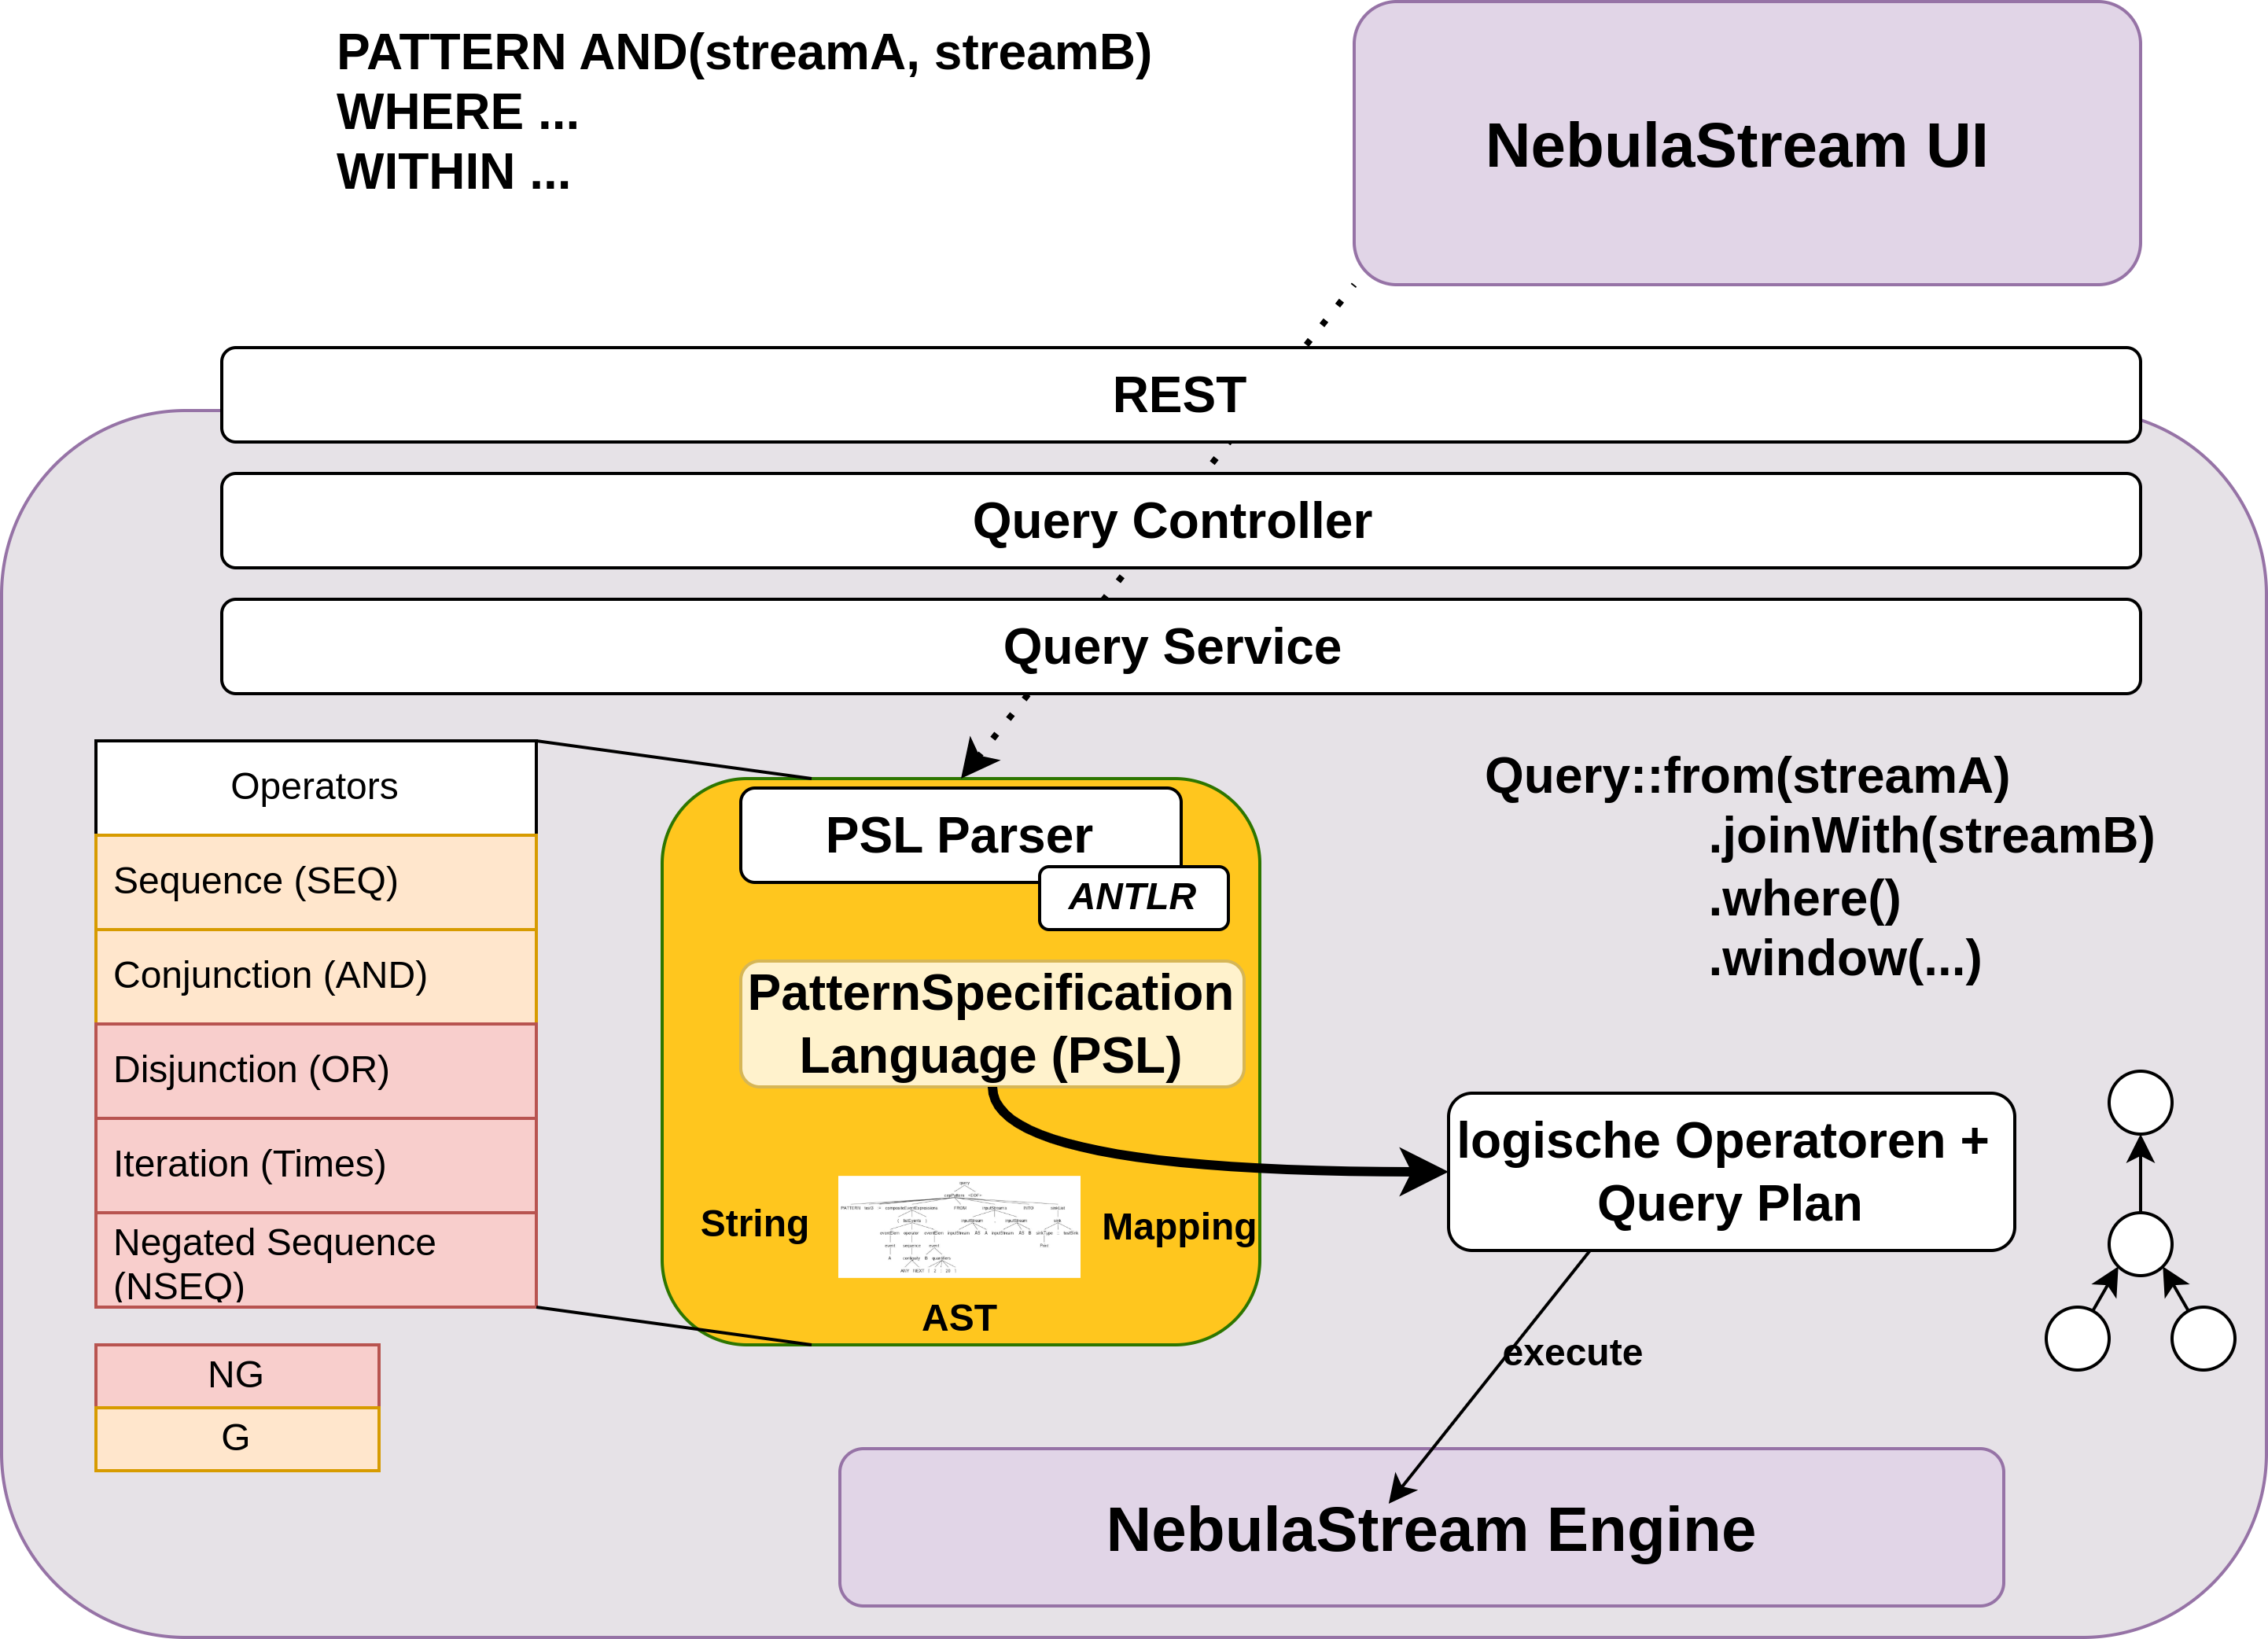 PATTERN AND(streamA, streamB)
WHERE ...
WITHIN ...
NebulaStream UI
REST
Query Controller
Query Service
Operators
Sequence (SEQ)
Conjunction (AND)
Disjunction (OR)
Iteration (Times)
Negated Sequence
(NSEQ)
NG
G
PSL Parser
ANTLR
PatternSpecification
Language (PSL)
String
Mapping
AST
Query::from(streamA)
.joinWith(streamB)
.where()
.window(...)
logische Operatoren +
Query Plan
execute
NebulaStream Engine